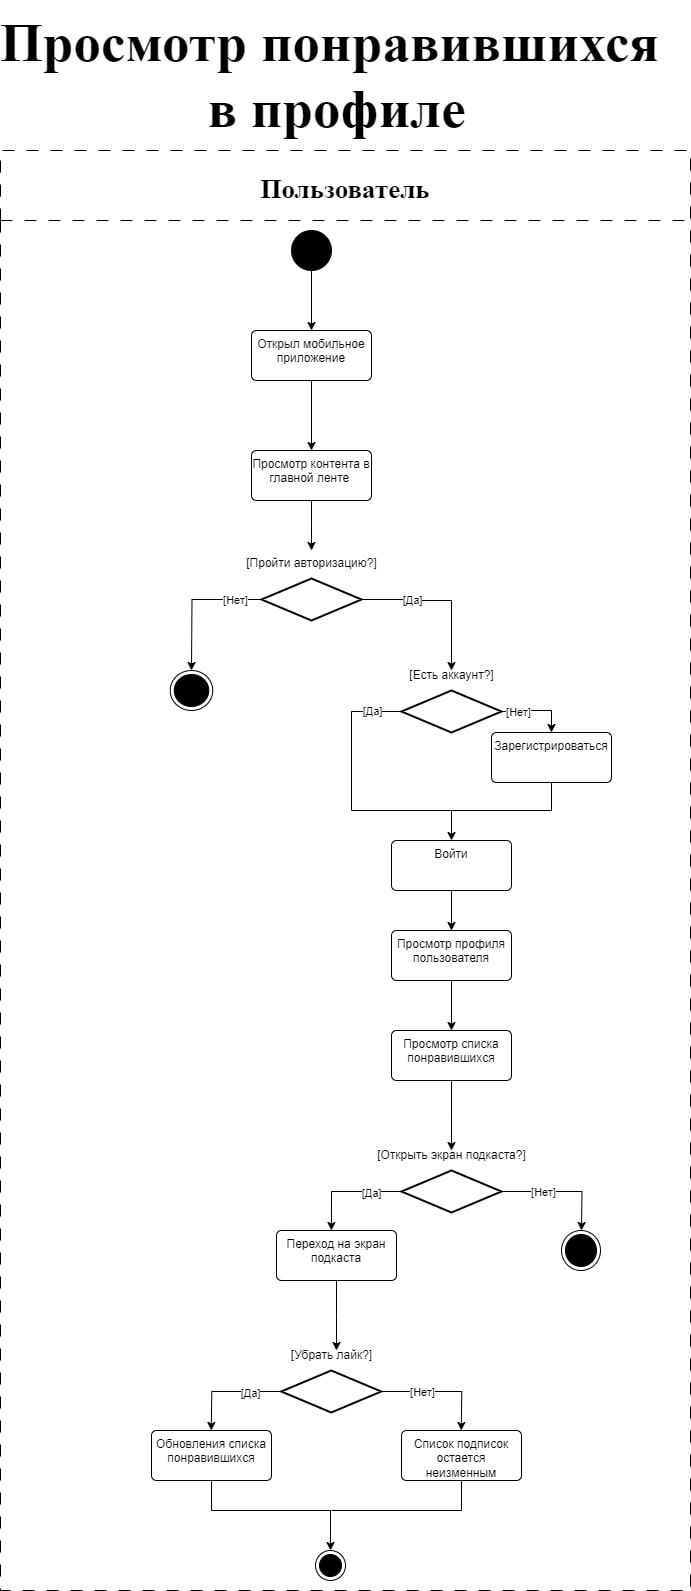 Просмотр понравившихся
в профиле
Пользователь
Открыл мобильное
приложение
Просмотр контента в
главной ленте
[Пройти авторизацию?]
[Нет]
[Да]
[Есть аккаунт?]
[Да]
[Нет]
Зарегистрироваться
Войти
Просмотр профиля
пользователя
Просмотр списка
понравившихся
[Открыть экран подкаста?]
[Да]
[Нет]
Переход на экран
подкаста
[Убрать лайк?]
[Да]
[Нет]
Обновления списка
понравившихся
Список подписок
остается
неизменным